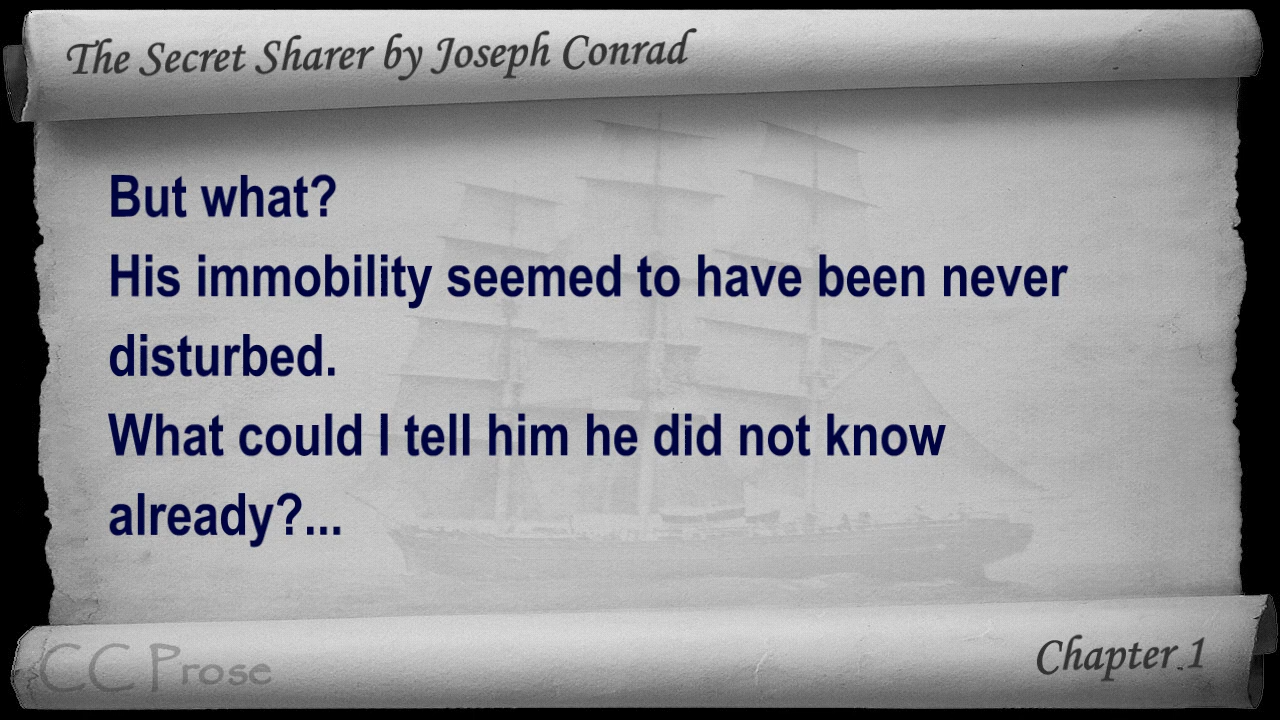 The Secret Sharer by Joseph Conrad
But what?
His immobility seemed to have been never
disturbed.
What could I tell him he did not know
already?...
CC Prose
Chapter 1